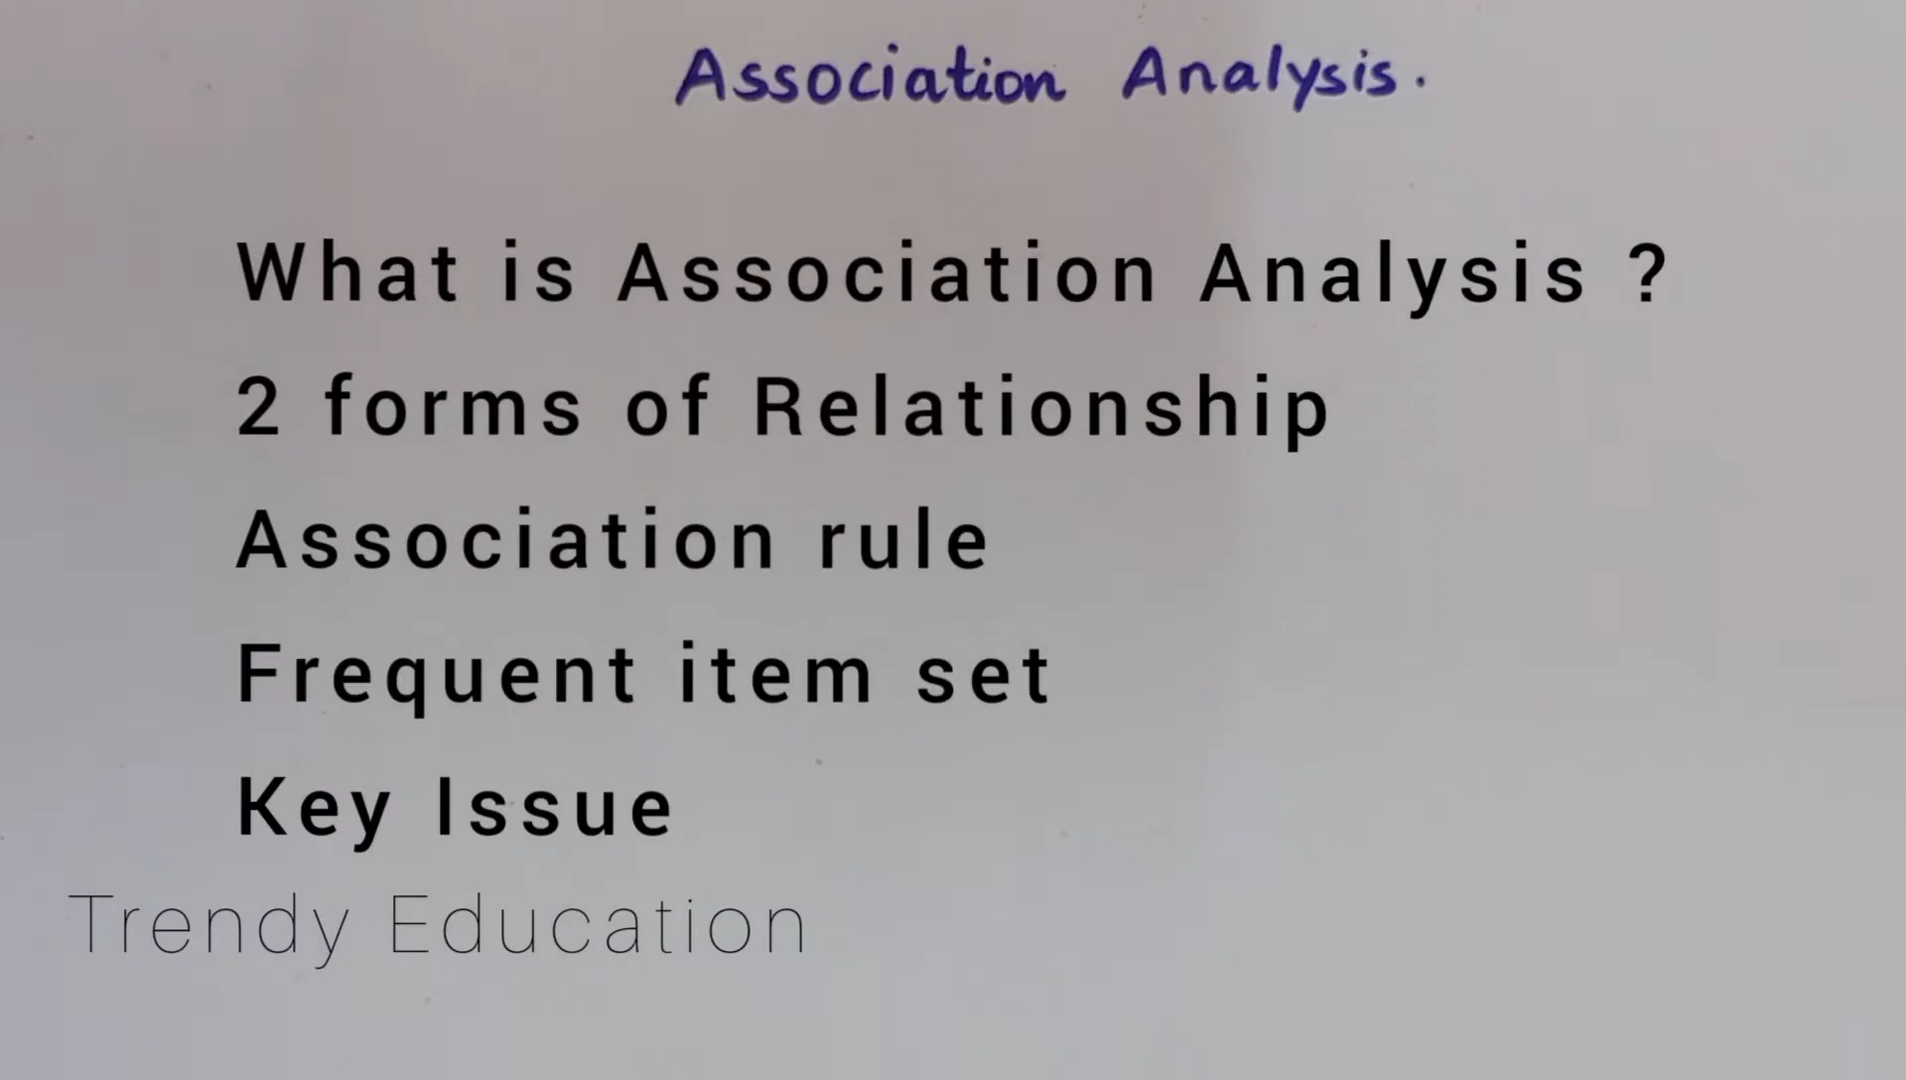 Association Analysis.
What is Association Analysis ?
2 forms of Relationship
Association rule
Frequent item set
Key Issue
Trendy Education